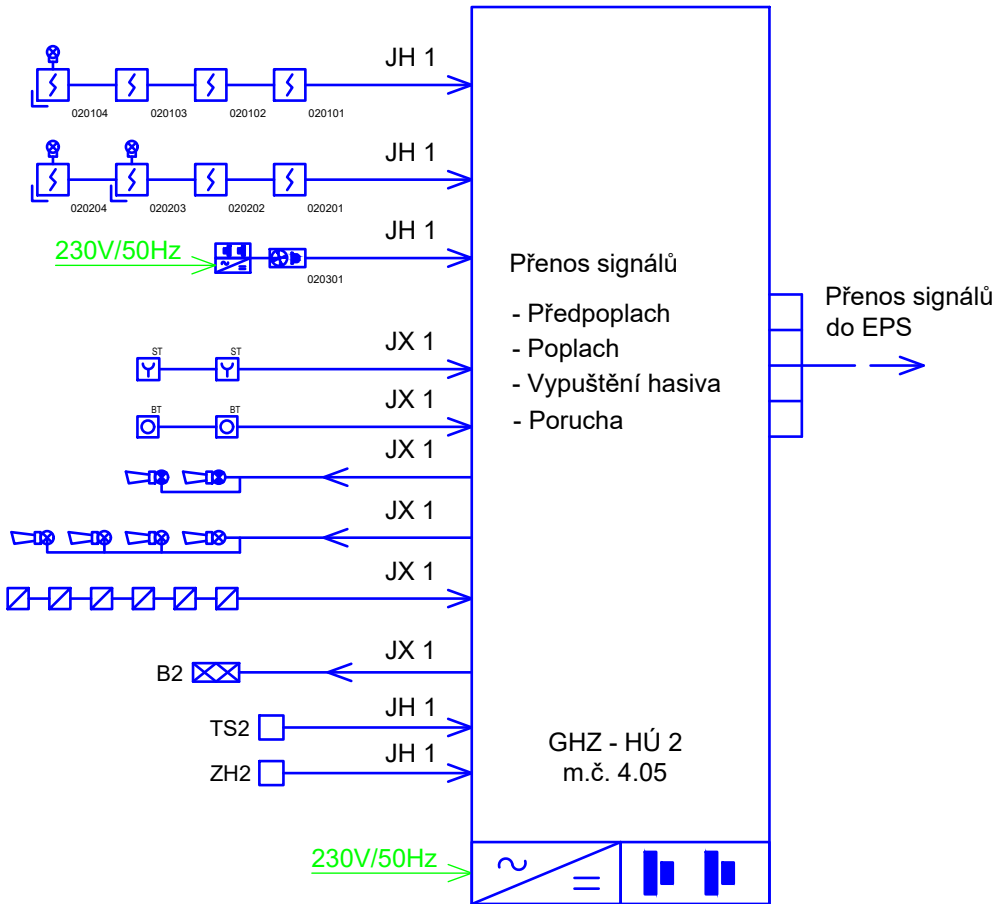 JH 1
020104
020103
020102
020101
JH 1
020204
020203
020202
020201
JH 1
230V/50Hz
020301
Přenos signálů
- Předpoplach
- Poplach
- Vypuštění hasiva
- Porucha
Přenos signálů
do EPS
JX 1
ST
ST
JX 1
BT
BT
JX 1
JX 1
JX 1
JX 1
B2
JH 1
TS2
JH 1
ZH2
GHZ - HÚ 2
m.č. 4.05
230V/50Hz